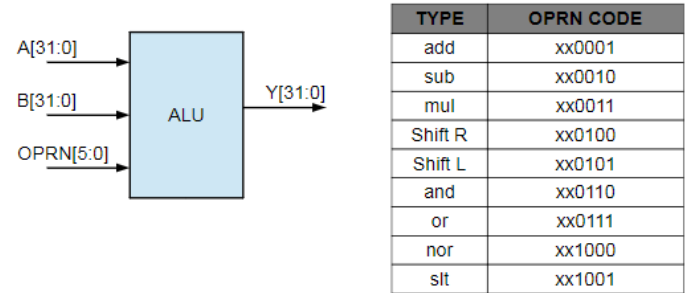 A[31:0]
B[31:0]
OPRN[5:0]
ALU
Y[31:0]
TYPE OPRN CODE
add xx0001
sub xx0010
mul xx0011
Shift R xx0100
Shift L xx0101
and xx0110
or xx0111
nor xx1000
slt xx1001